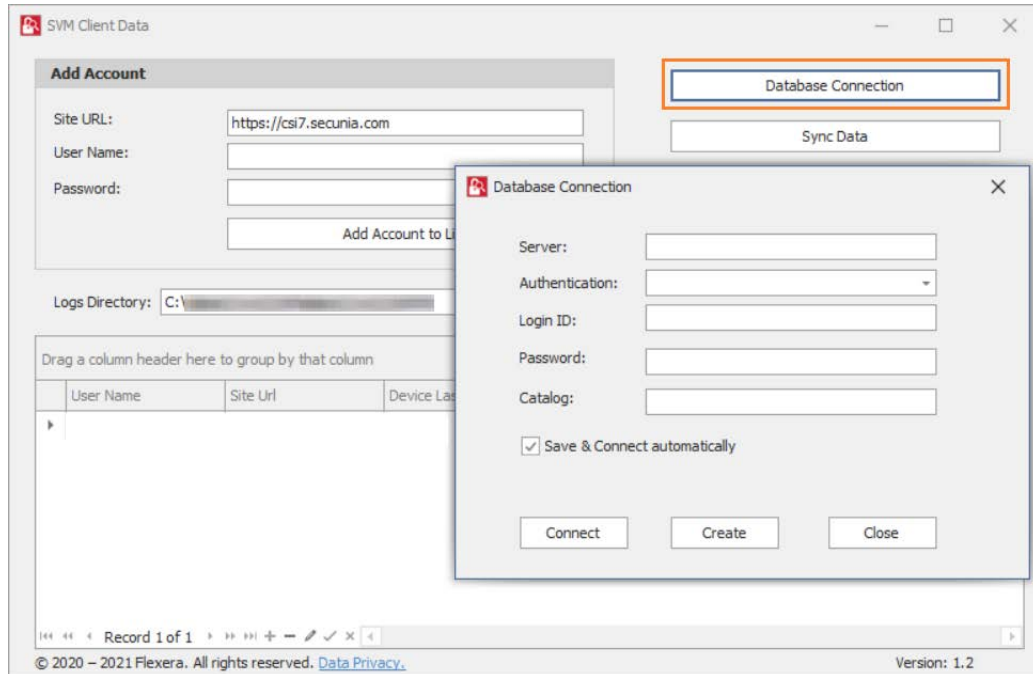 SVM Client Data
Add Account
Site URL:
https://csi7.secunia.com
User Name:
Password:
Add Account to Li
Database Connection
Sync Data
Logs Directory:
C:\
Drag a column header here to group by that column
User Name
Site Url
Device Las
Database Connection
Server:
Authentication:
Login ID:
Password:
Catalog:
Save & Connect automatically
Connect
Create
Close
Record 1 of 1
© 2020 – 2021 Flexera. All rights reserved. Data Privacy.
Version: 1.2